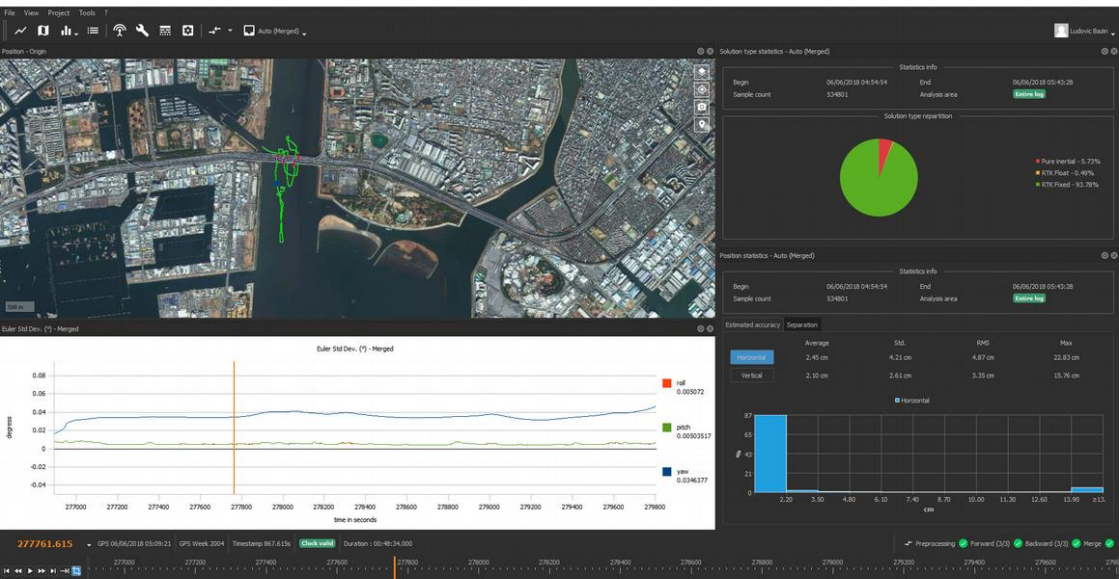 File View Project Tools ?
Auto (Merged)
Ludovic Bazin
Position - Origin
500 m
Solution type statistics - Auto (Merged)
Statistics info
Begin 06/06/2018 04:54:54 End 06/06/2018 05:43:28
Sample count 534801 Analysis area Entire log
Solution type repartition
Pure inertial - 5.73%
RTK Float - 0.49%
RTK Fixed - 93.78%
Position statistics - Auto (Merged)
Statistics info
Begin 06/06/2018 04:54:54 End 06/06/2018 05:43:28
Sample count 534801 Analysis area Entire log
Estimated accuracy Separation
Average Std. RMS Max
Horizontal 2.45 cm 4.21 cm 4.87 cm 22.83 cm
Vertical 2.10 cm 2.61 cm 3.35 cm 15.76 cm
Horizontal
87
65
43
21
0
%
2.20 3.50 4.80 6.10 7.40 8.70 10.00 11.30 12.60 13.90 ≥13.
cm
Euler Std Dev. (°) - Merged
Euler Std Dev. (°) - Merged
0.08
0.06
0.04
0.02
0
-0.02
-0.04
degrees
277000 277200 277400 277600 277800 278000 278200 278400 278600 278800 279000 279200 279400 279600 279800
time in seconds
roll
0.005072
pitch
0.00503517
yaw
0.0346377
277761.615 GPS 06/06/2018 05:09:21 GPS Week 2004 Timestamp 867.615s Clock valid Duration : 00:48:34.000
Preprocessing Forward (3/3) Backward (3/3) Merge
277000 277200 277400 277600 277800 278000 278200 278400 278600 278800 279000 279200 279400 279600